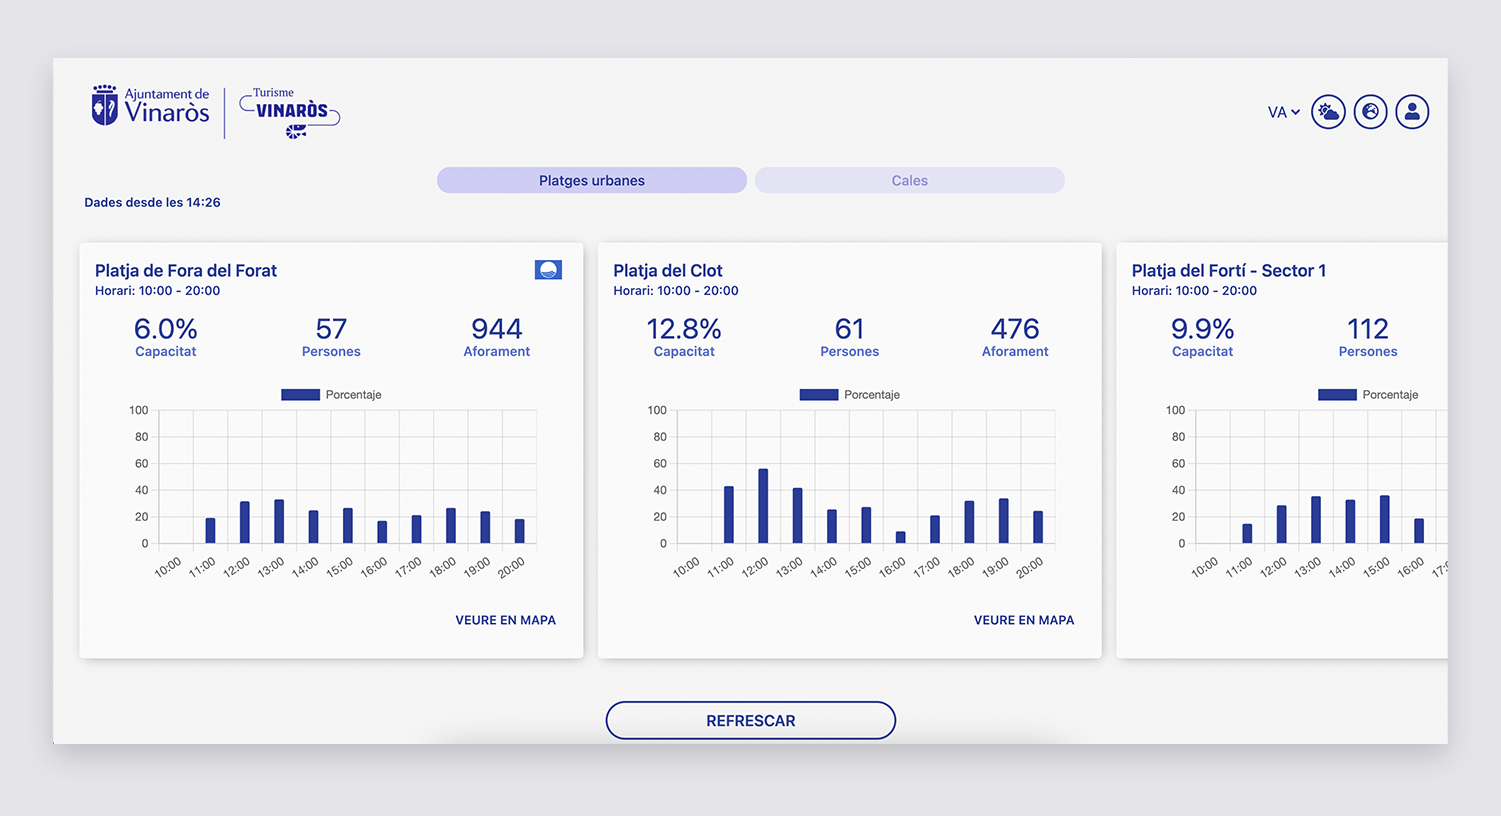 Ajuntament de
Vinaròs
Turisme
VINARÒS
VA
Platges urbanes
Cales
Dades desde les 14:26
Platja de Fora del Forat
Horari: 10:00 - 20:00
6.0%
57
944
Capacitat
Persones
Aforament
Porcentaje
100
80
60
40
20
0
10:00
11:00
12:00
13:00
14:00
15:00
16:00
17:00
18:00
19:00
20:00
VEURE EN MAPA
Platja del Clot
Horari: 10:00 - 20:00
12.8%
61
476
Capacitat
Persones
Aforament
Porcentaje
100
80
60
40
20
0
10:00
11:00
12:00
13:00
14:00
15:00
16:00
17:00
18:00
19:00
20:00
VEURE EN MAPA
Platja del Fortí - Sector 1
Horari: 10:00 - 20:00
9.9%
112
Capacitat
Persones
Porcentaje
100
80
60
40
20
0
10:00
11:00
12:00
13:00
14:00
15:00
16:00
REFRESCAR